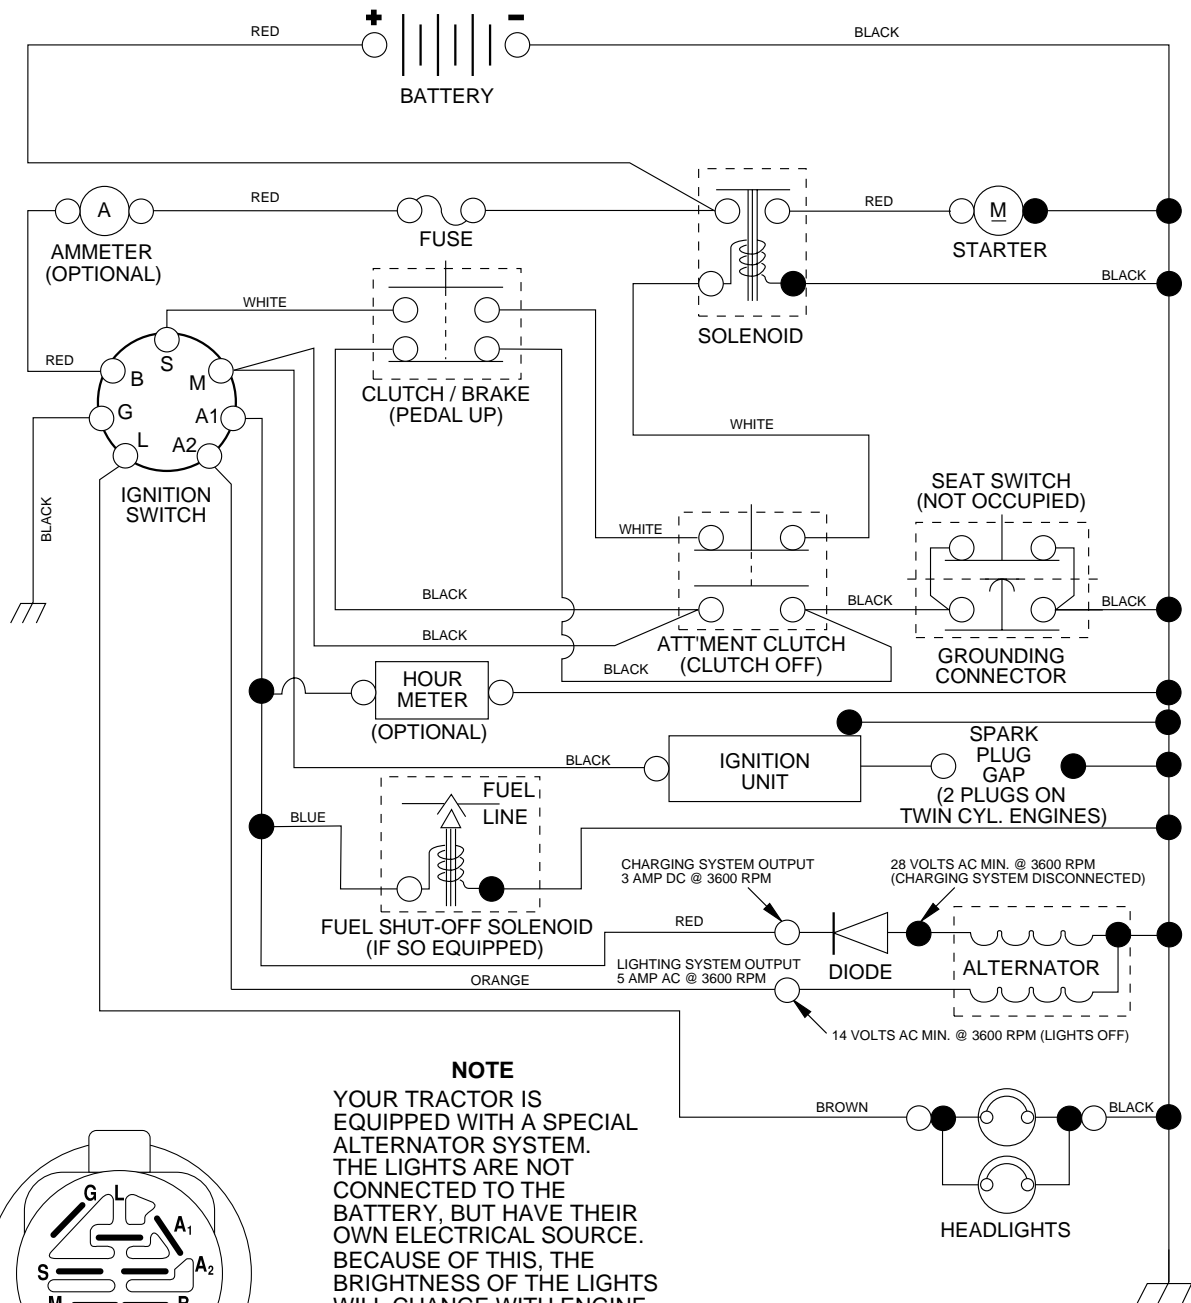 RED
+
-
BLACK
BATTERY
A
RED
AMMETER
(OPTIONAL)
FUSE
RED
M
STARTER
BLACK
SOLENOID
WHITE
RED
S
B
M
G
A1
L
A2
IGNITION
SWITCH
BLACK
CLUTCH / BRAKE
(PEDAL UP)
WHITE
SEAT SWITCH
(NOT OCCUPIED)
WHITE
BLACK
BLACK
BLACK
BLACK
ATT'MENT CLUTCH
(CLUTCH OFF)
BLACK
GROUNDING
CONNECTOR
HOUR
METER
(OPTIONAL)
BLACK
IGNITION
UNIT
SPARK
PLUG
GAP
(2 PLUGS ON
TWIN CYL. ENGINES)
FUEL
LINE
BLUE
FUEL SHUT-OFF SOLENOID
(IF SO EQUIPPED)
CHARGING SYSTEM OUTPUT
3 AMP DC @ 3600 RPM
28 VOLTS AC MIN. @ 3600 RPM
(CHARGING SYSTEM DISCONNECTED)
RED
DIODE
ALTERNATOR
LIGHTING SYSTEM OUTPUT
5 AMP AC @ 3600 RPM
ORANGE
14 VOLTS AC MIN. @ 3600 RPM (LIGHTS OFF)
BROWN
BLACK
HEADLIGHTS
NOTE
YOUR TRACTOR IS
EQUIPPED WITH A SPECIAL
ALTERNATOR SYSTEM.
THE LIGHTS ARE NOT
CONNECTED TO THE
BATTERY, BUT HAVE THEIR
OWN ELECTRICAL SOURCE.
BECAUSE OF THIS, THE
BRIGHTNESS OF THE LIGHTS
WILL CHANGE WITH ENGINE
G
L
A1
A2
S
M
B